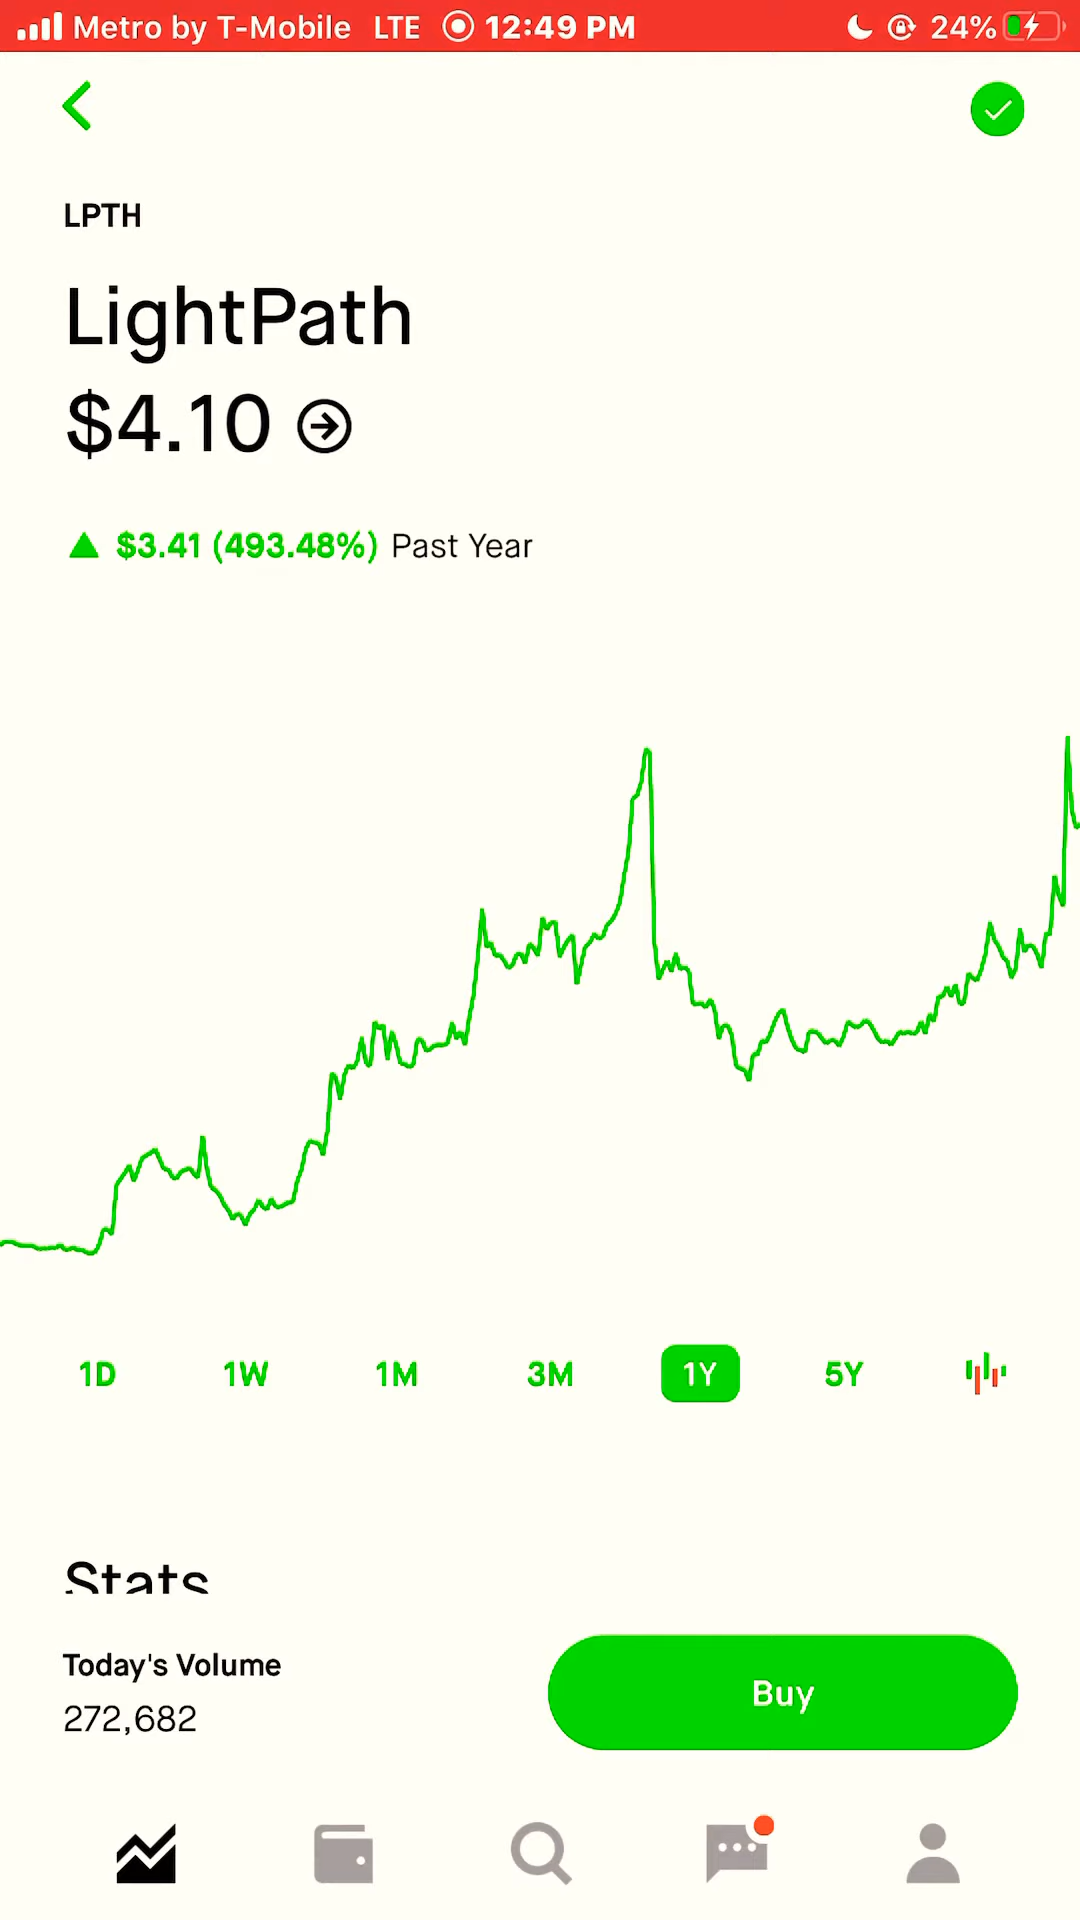 Metro by T-Mobile LTE 12:49 PM 24%
LPTH
LightPath
$4.10
$3.41 (493.48%) Past Year
1D 1W 1M 3M 1Y 5Y
Stats
Today's Volume
272,682
Buy